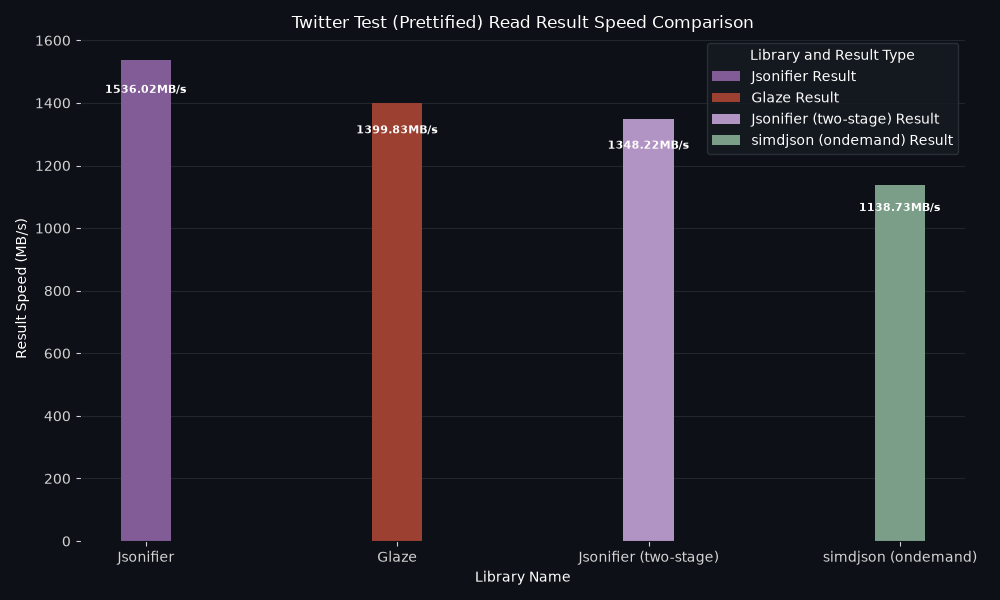 Twitter Test (Prettified) Read Result Speed Comparison
Library and Result Type
Jsonifier Result
Glaze Result
Jsonifier (two-stage) Result
simdjson (ondemand) Result
1600
1400
1200
1000
800
600
400
200
0
Result Speed (MB/s)
1536.02MB/s
1399.83MB/s
1348.22MB/s
1138.73MB/s
Jsonifier
Glaze
Jsonifier (two-stage)
simdjson (ondemand)
Library Name